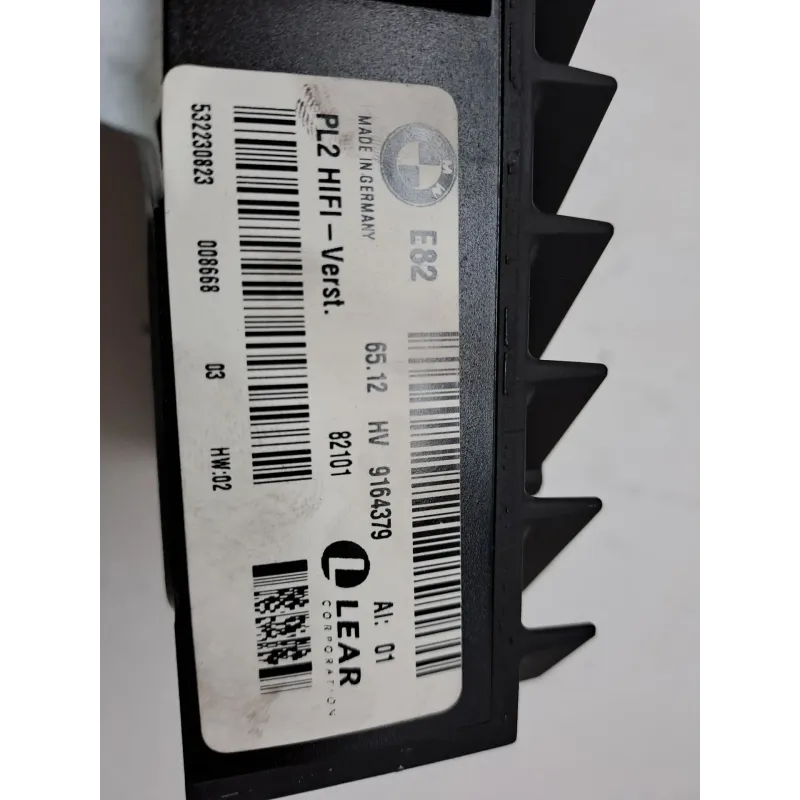 BMW
E82
MADE IN GERMANY
65.12 HV 9164379 AI: 01
PL2 HIFI - Verst.
82101
LEAR
CORPORATION
532230823 008668 03 HW:02